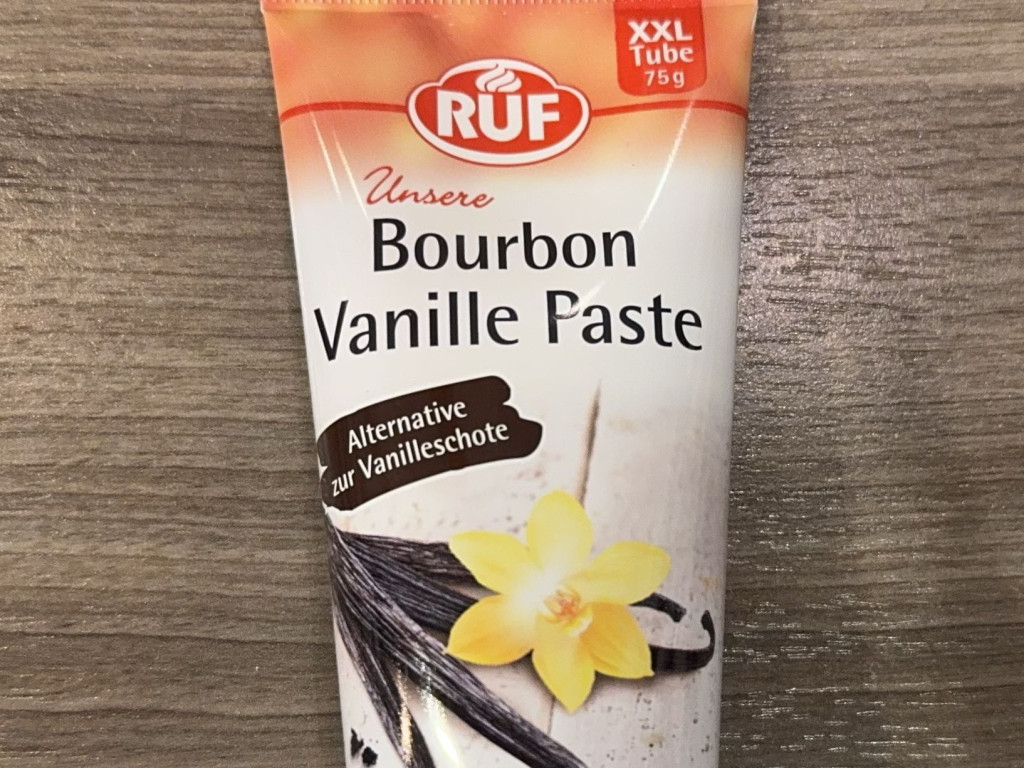 XXL
Tube
75g
RUF
Unsere
Bourbon
Vanille Paste
Alternative
zur Vanilleschote